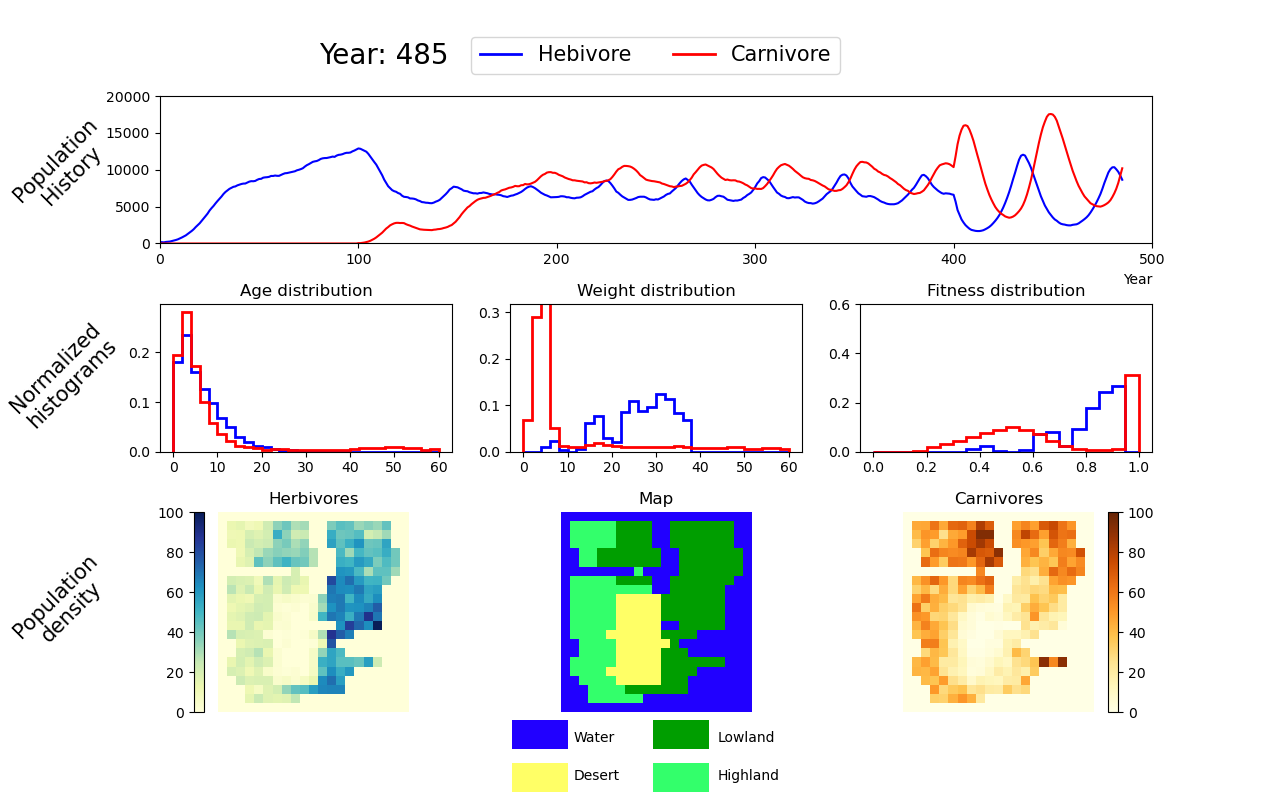 Year: 485
Hebivore
Carnivore
Population
History
20000
15000
10000
5000
0
0 100 200 300 400 500
Year
Normalized
histograms
Age distribution
0.2
0.1
0.0
0 10 20 30 40 50 60
Weight distribution
0.3
0.2
0.1
0.0
0 10 20 30 40 50 60
Fitness distribution
0.6
0.4
0.2
0.0
0.0 0.2 0.4 0.6 0.8 1.0
Population
density
Herbivores
100
80
60
40
20
0
Map
Carnivores
100
80
60
40
20
0
Water
Lowland
Desert
Highland